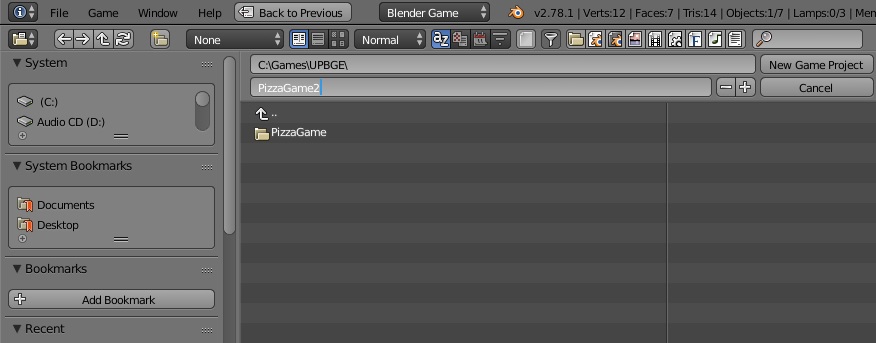 File Game Window Help Back to Previous Blender Game v2.78.1 | Verts:12 | Faces:7 | Tris:14 | Objects:1/7 | Lamps:0/3 | Mem
None Normal
System
(C:)
Audio CD (D:)
System Bookmarks
Documents
Desktop
Bookmarks
Add Bookmark
Recent
C:\Games\UPBGE\ New Game Project
PizzaGame2 Cancel
..
PizzaGame